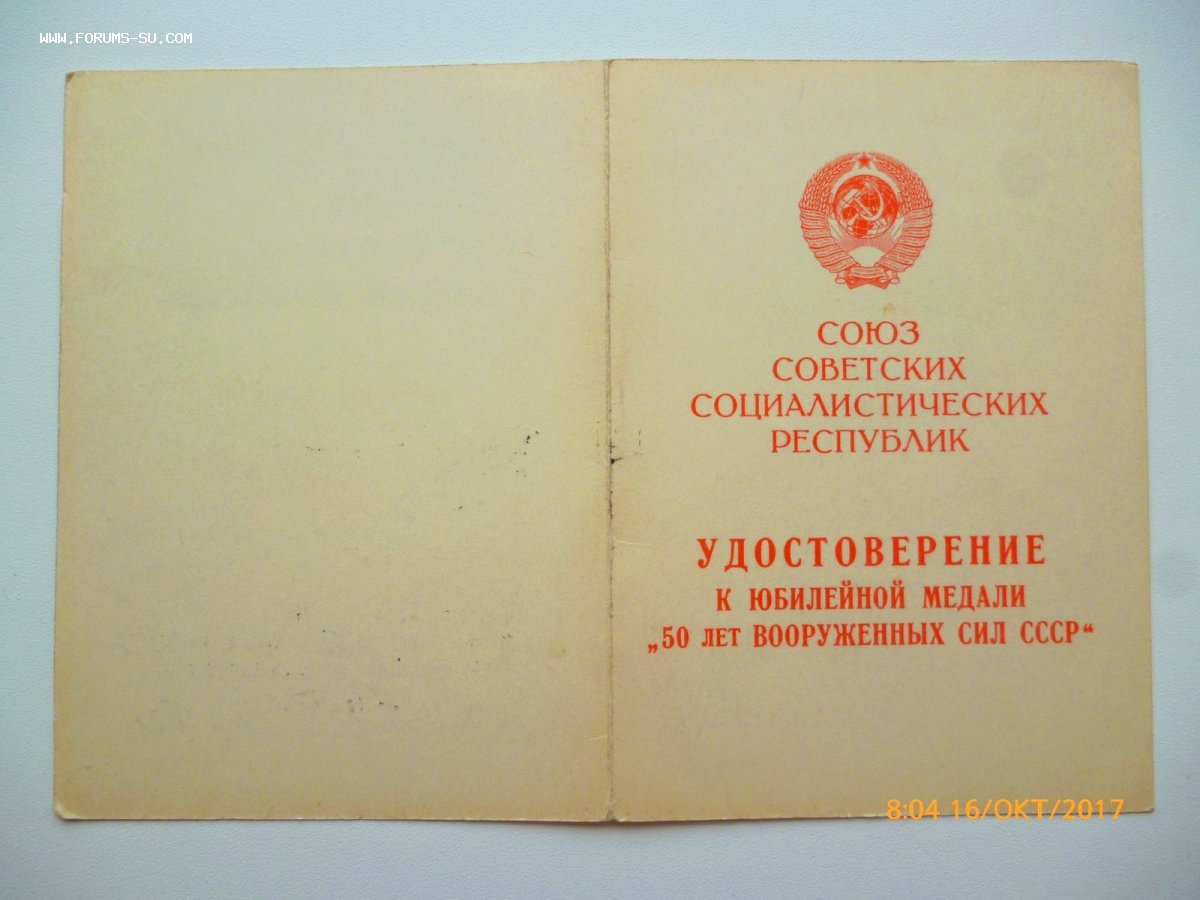 WWW.FORUMS-SU.COM
СОЮЗ
СОВЕТСКИХ
СОЦИАЛИСТИЧЕСКИХ
РЕСПУБЛИК
УДОСТОВЕРЕНИЕ
К ЮБИЛЕЙНОЙ МЕДАЛИ
„50 ЛЕТ ВООРУЖЕННЫХ СИЛ СССР“
8:04 16/ОКТ/2017